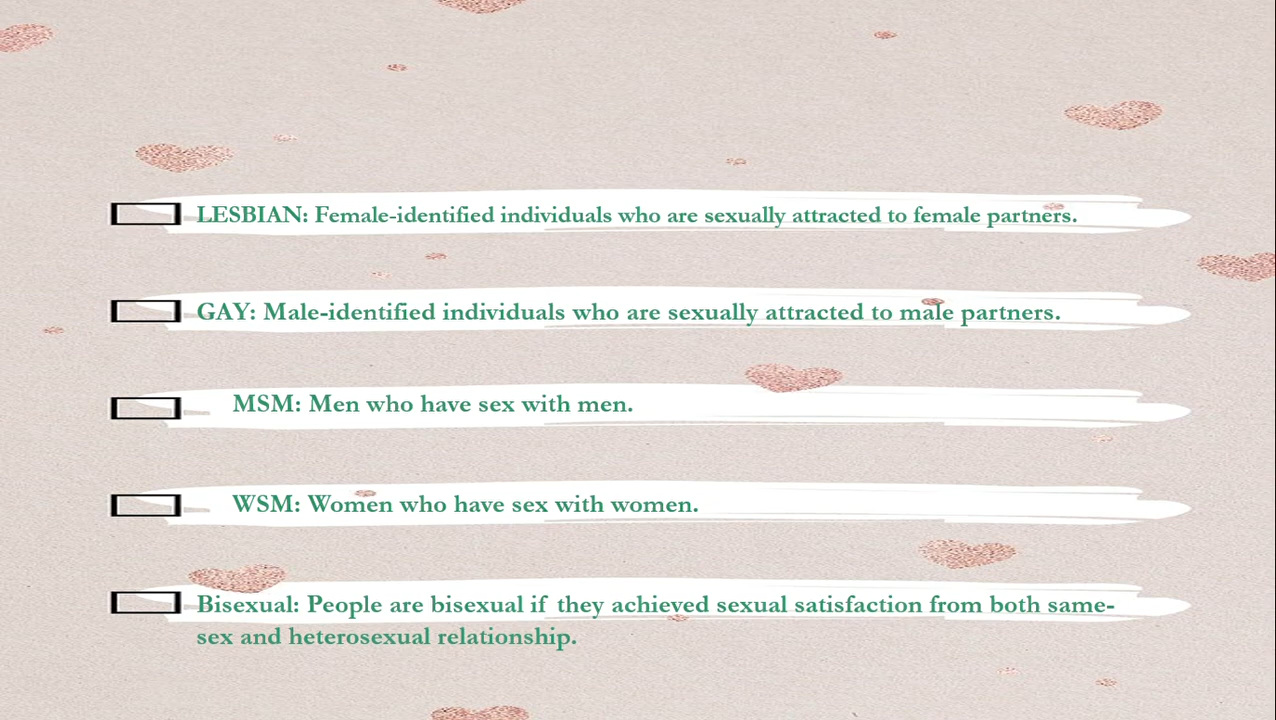 LESBIAN: Female-identified individuals who are sexually attracted to female partners.
GAY: Male-identified individuals who are sexually attracted to male partners.
MSM: Men who have sex with men.
WSM: Women who have sex with women.
Bisexual: People are bisexual if they achieved sexual satisfaction from both same-
sex and heterosexual relationship.